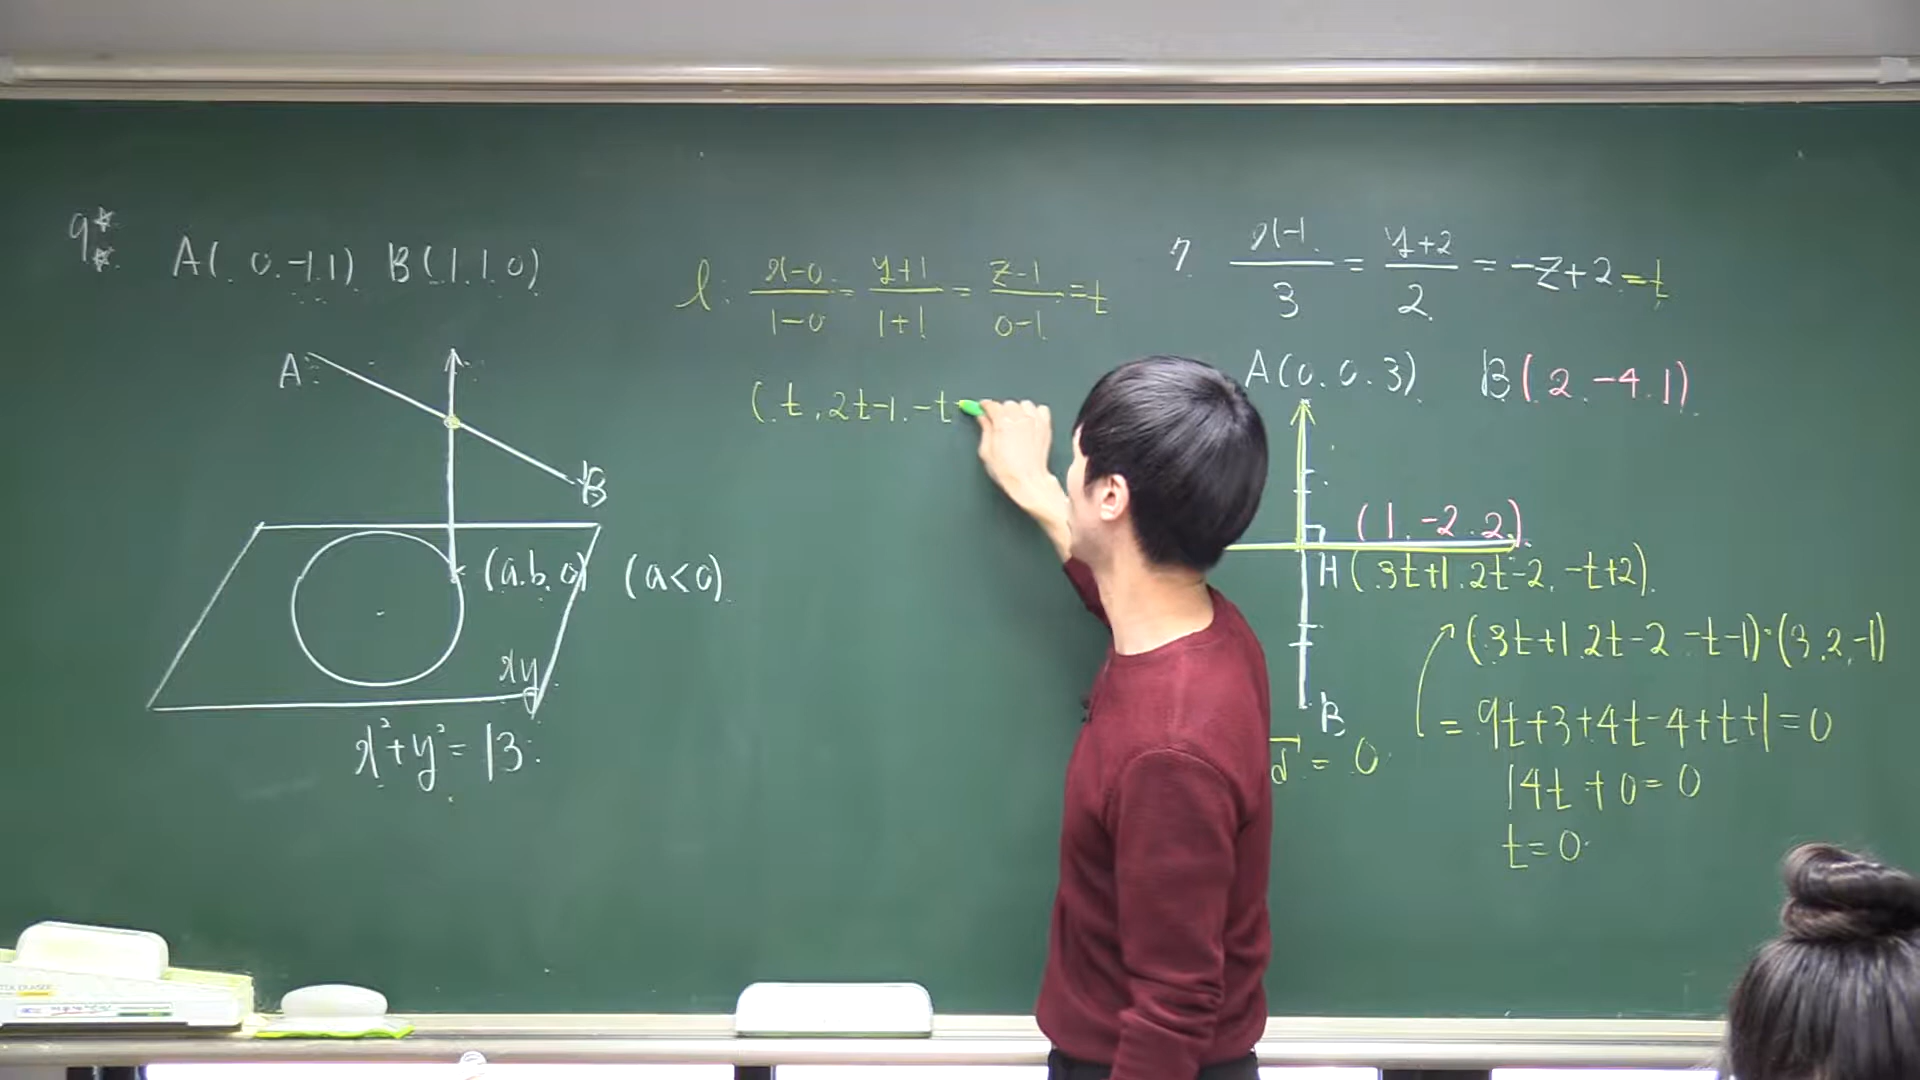 9
A(0.-1.1) B(1.1.0)
A
B
(a.b.0) (a<0)
xy
x²+y²=13
l: (x-0)/(1-0) = (y+1)/(1+1) = (z-1)/(0-1) = t
(t.2t-1.-t
7 (x-1)/3 = (y+2)/2 = -z+2 = t
A(0.0.3) B(2.-4.1)
(1.-2.2)
H(3t+1.2t-2.-t+2)
(3t+1.2t-2.-t-1)·(3.2.-1)
= 9t+3+4t-4+t+1=0
14t+0=0
t=0
B
d = 0